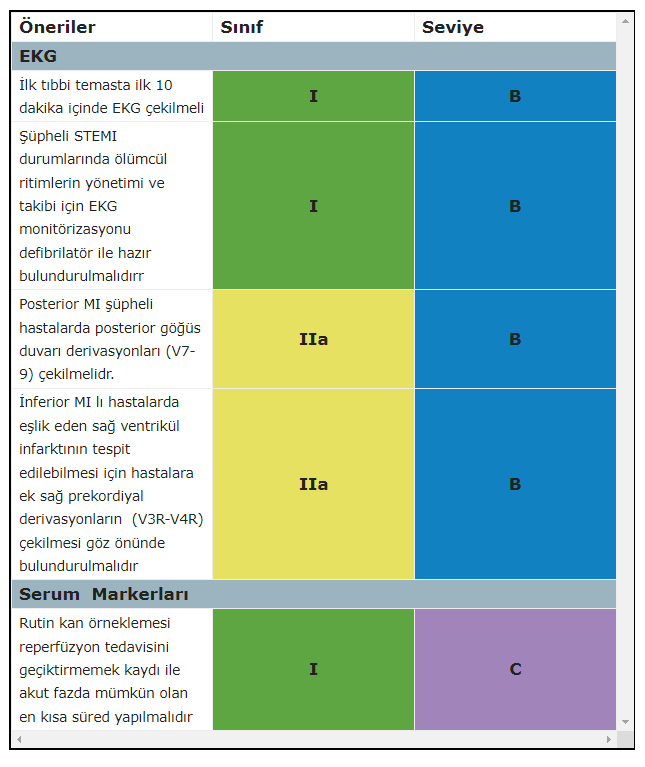 Öneriler Sınıf Seviye
EKG
İlk tıbbi temasta ilk 10
dakika içinde EKG çekilmeli
I B
Şüpheli STEMI
durumlarında ölümcül
ritimlerin yönetimi ve
takibi için EKG
monitörizasyonu
defibrilatör ile hazır
bulundurulmalıdırr
I B
Posterior MI şüpheli
hastalarda posterior göğüs
duvarı derivasyonları (V7-
9) çekilmelidr.
IIa B
İnferior MI lı hastalarda
eşlik eden sağ ventrikül
infarktının tespit
edilebilmesi için hastalara
ek sağ prekordiyal
derivasyonların (V3R-V4R)
çekilmesi göz önünde
bulundurulmalıdır
IIa B
Serum Markerları
Rutin kan örneklemesi
reperfüzyon tedavisini
geçiktirmemek kaydı ile
akut fazda mümkün olan
en kısa süred yapılmalıdır
I C